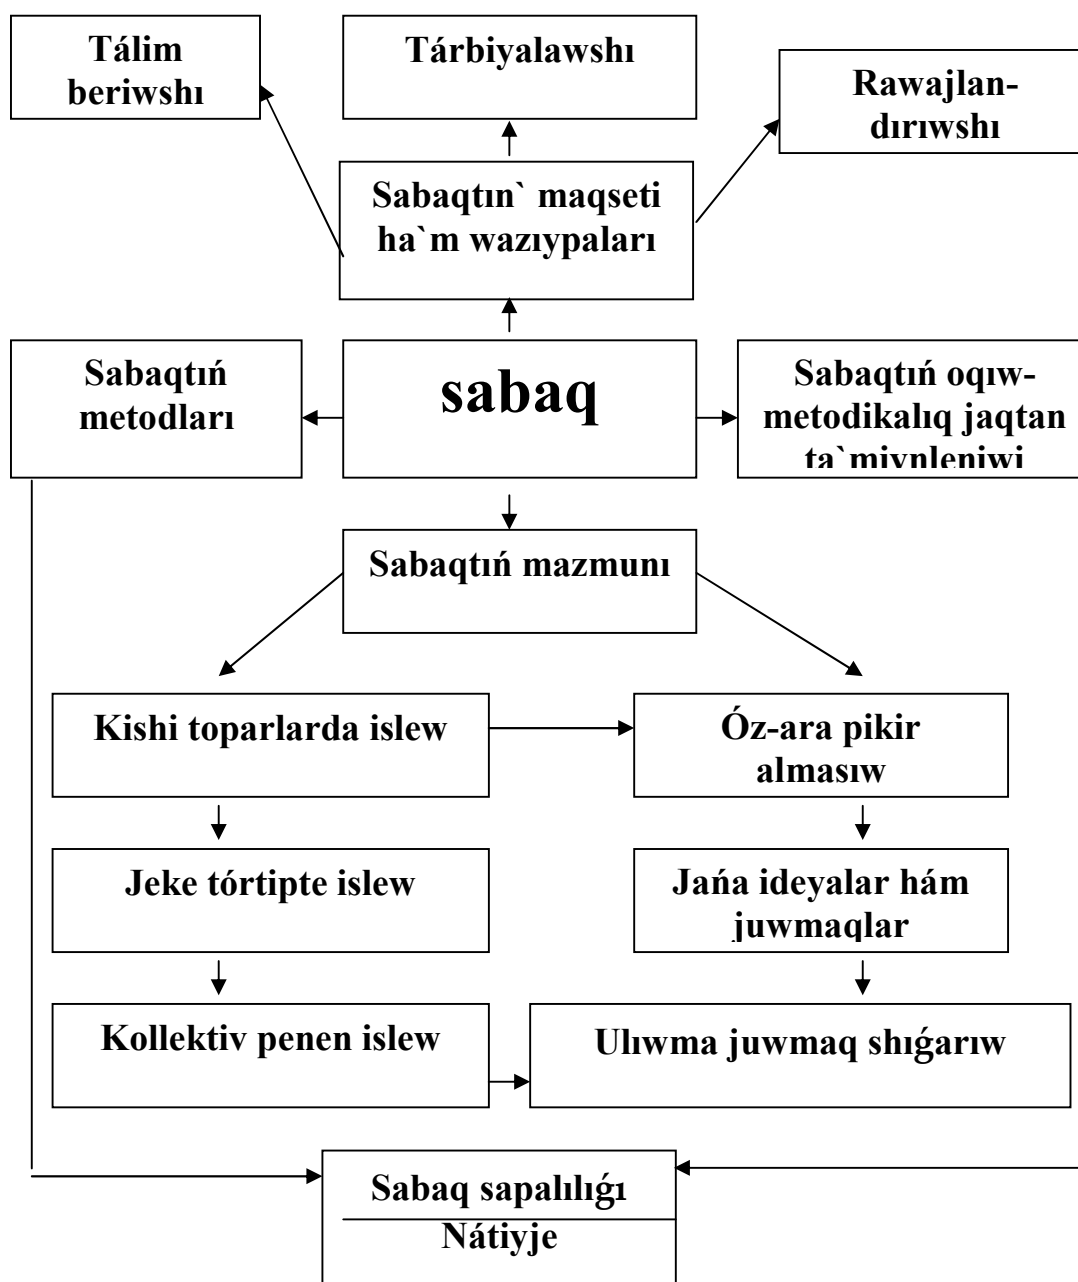 Tálim
beriwshı
Tárbiyalawshı
Rawajlan-
dırıwshı
Sabaqtın` maqseti
ha`m wazıypaları
Sabaqtıń
metodları
sabaq
Sabaqtıń oqıw-
metodikalıq jaqtan
ta`miynleniwi
Sabaqtıń mazmunı
Kishi toparlarda islew
Óz-ara pikir
almasıw
Jeke tórtipte islew
Jańa ideyalar hám
juwmaqlar
Kollektiv penen islew
Ulıwma juwmaq shıǵarıw
Sabaq sapalılıǵı
Nátiyje